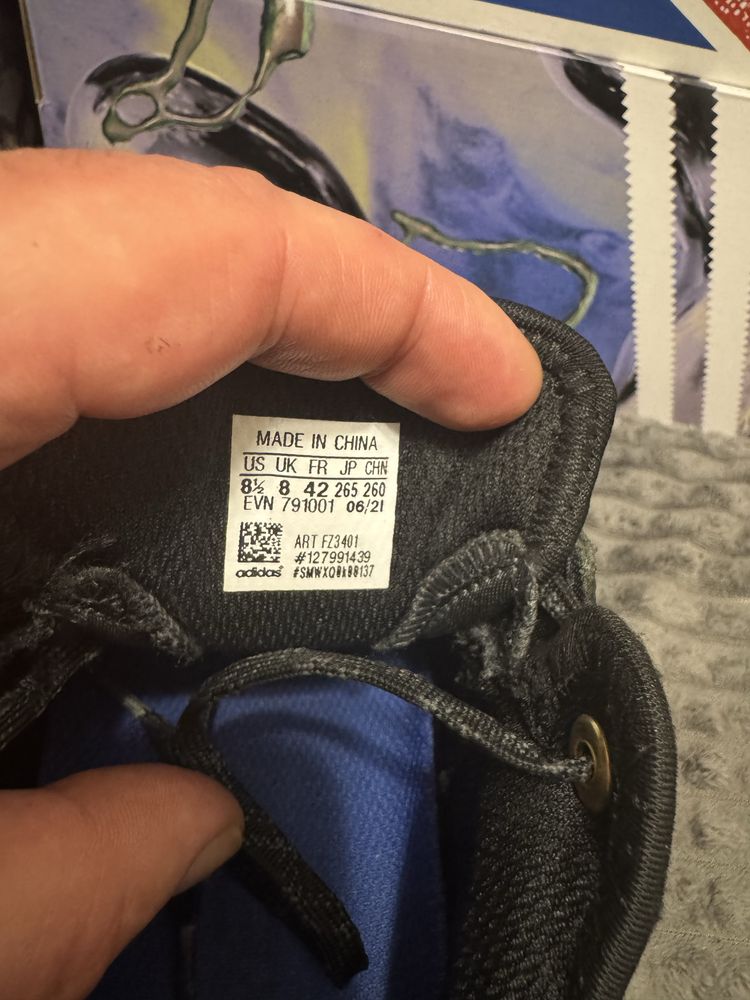 MADE IN CHINA
US UK FR JP CHN
8½ 8 42 265 260
EVN 791001 06/21
ART FZ3401
#127991439
adidas